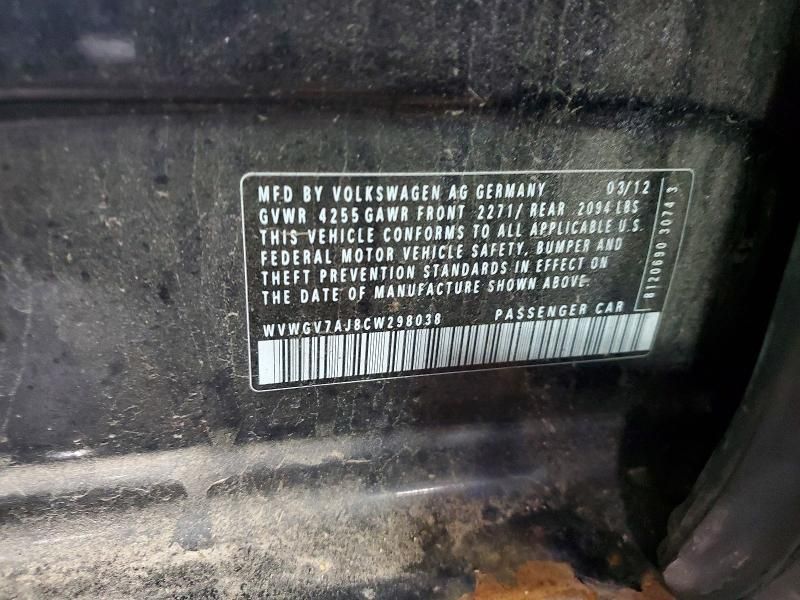 MFD BY VOLKSWAGEN AG GERMANY 03/12
GVWR 4255 GAWR FRONT 2271/ REAR 2094 LBS
THIS VEHICLE CONFORMS TO ALL APPLICABLE U.S.
FEDERAL MOTOR VEHICLE SAFETY, BUMPER AND
THEFT PREVENTION STANDARDS IN EFFECT ON
THE DATE OF MANUFACTURE SHOWN ABOVE.
WVWGV7AJ8CW298038 PASSENGER CAR
8120690 3074 3